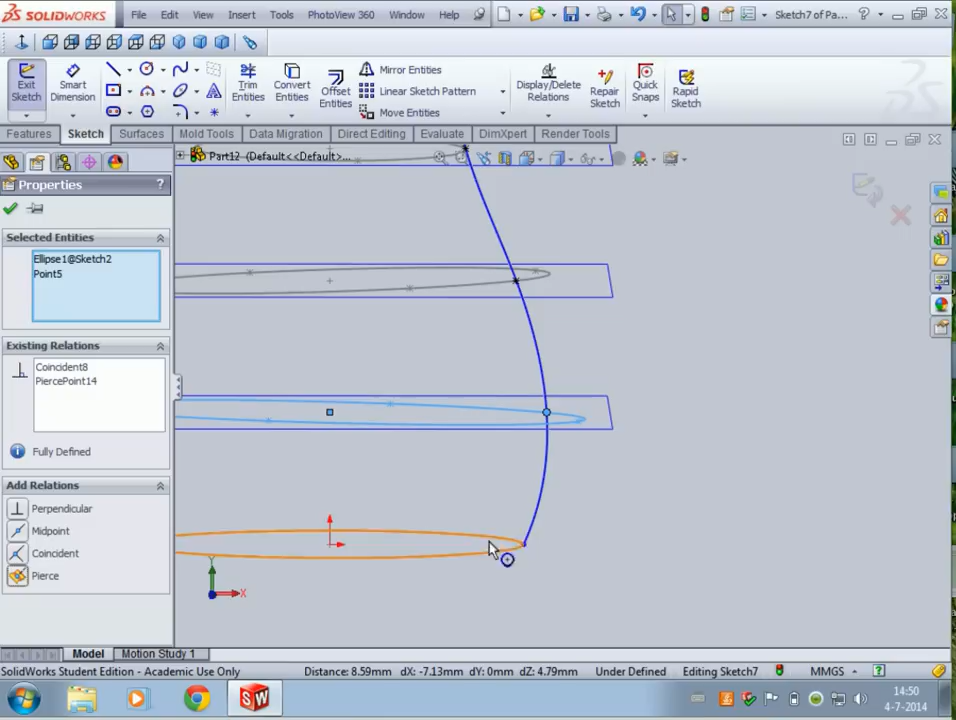 SOLIDWORKS File Edit View Insert Tools PhotoView 360 Window Help Sketch7 of Pa... ?
Exit Sketch
Smart Dimension
Trim Entities
Convert Entities
Offset Entities
Mirror Entities
Linear Sketch Pattern
Move Entities
Display/Delete Relations
Repair Sketch
Quick Snaps
Rapid Sketch
Features Sketch Surfaces Mold Tools Data Migration Direct Editing Evaluate DimXpert Render Tools
Part12 (Default<<Default>...
Properties ?
Selected Entities
Ellipse1@Sketch2
Point5
Existing Relations
Coincident8
PiercePoint14
Fully Defined
Add Relations
Perpendicular
Midpoint
Coincident
Pierce
Y
X
Model Motion Study 1
SolidWorks Student Edition - Academic Use Only Distance: 8.59mm dX: -7.13mm dY: 0mm dZ: 4.79mm Under Defined Editing Sketch7 MMGS ?
SW
14:50
4-7-2014